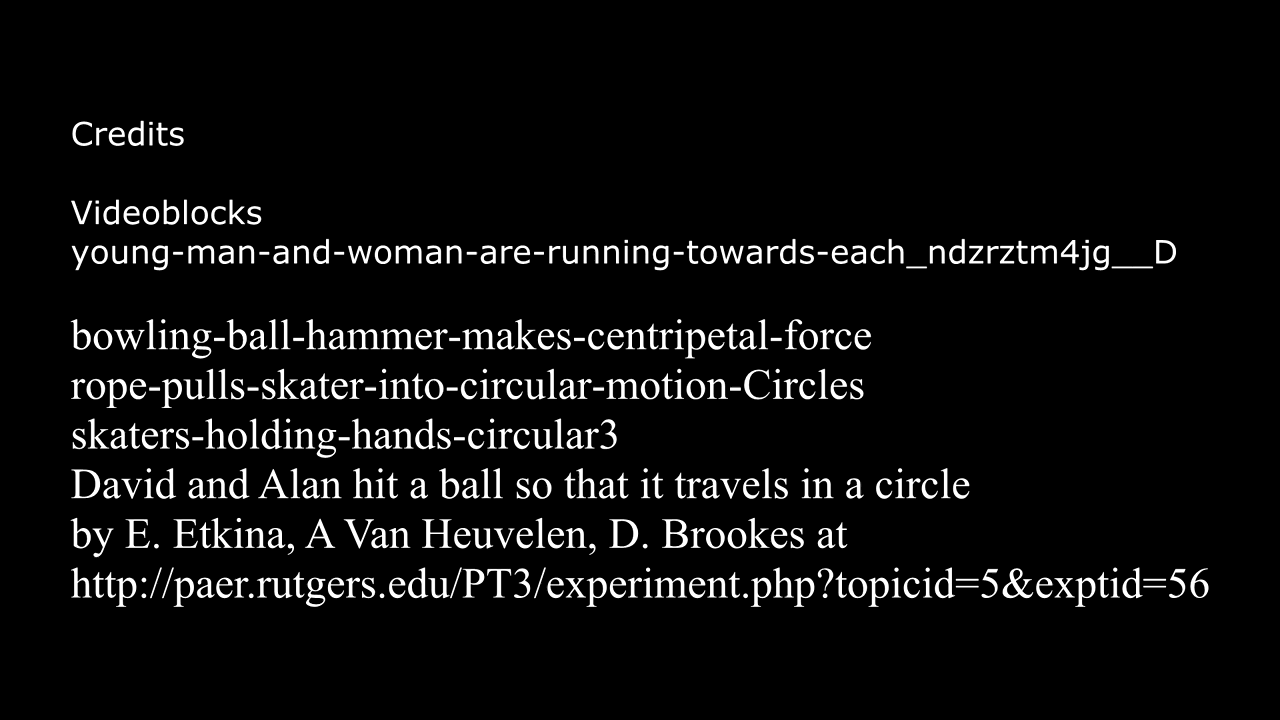 Credits
Videoblocks
young-man-and-woman-are-running-towards-each_ndzrztm4jg__D
bowling-ball-hammer-makes-centripetal-force
rope-pulls-skater-into-circular-motion-Circles
skaters-holding-hands-circular3
David and Alan hit a ball so that it travels in a circle
by E. Etkina, A Van Heuvelen, D. Brookes at
http://paer.rutgers.edu/PT3/experiment.php?topicid=5&exptid=56